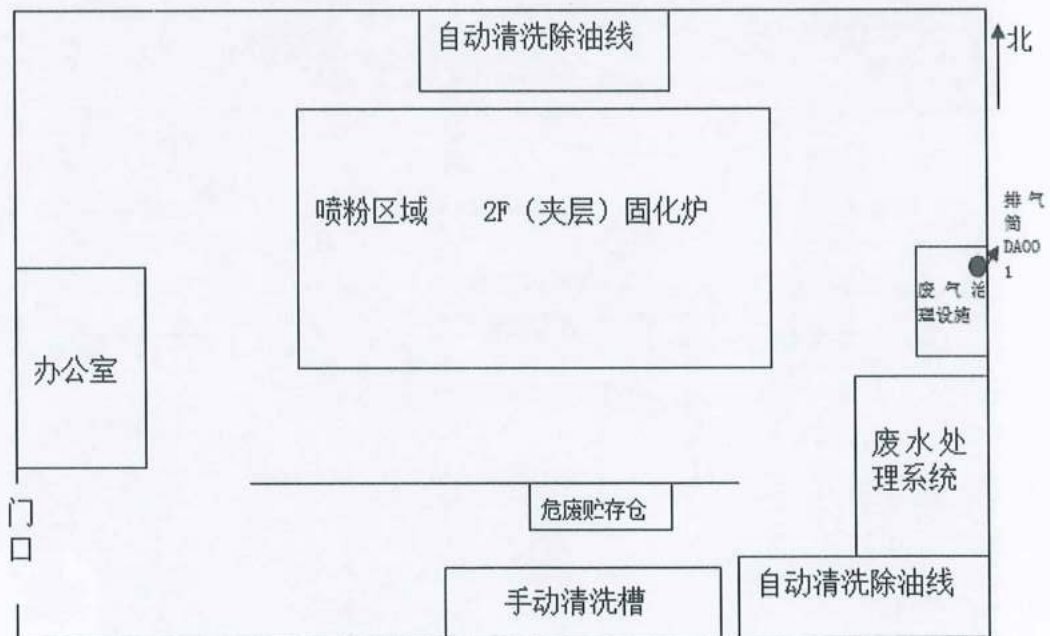 自动清洗除油线
北
喷粉区域 2F（夹层）固化炉
排气
筒
DA00
1
废气治
理设施
办公室
废水处
理系统
危废贮存仓
门
口
手动清洗槽
自动清洗除油线